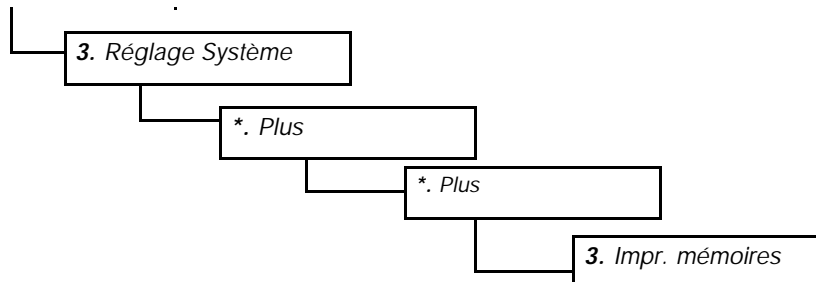 3. Réglage Système
*. Plus
*. Plus
3. Impr. mémoires